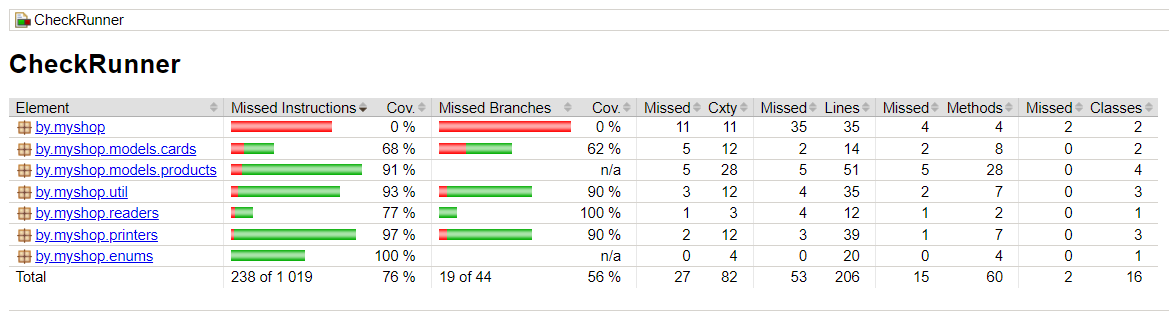 CheckRunner
CheckRunner
Element Missed Instructions Cov. Missed Branches Cov. Missed Cxty Missed Lines Missed Methods Missed Classes
by.myshop 0 % 0 % 11 11 35 35 4 4 2 2
by.myshop.models.cards 68 % 62 % 5 12 2 14 2 8 0 2
by.myshop.models.products 91 % n/a 5 28 5 51 5 28 0 4
by.myshop.util 93 % 90 % 3 12 4 35 2 7 0 3
by.myshop.readers 77 % 100 % 1 3 4 12 1 2 0 1
by.myshop.printers 97 % 90 % 2 12 3 39 1 7 0 3
by.myshop.enums 100 % n/a 0 4 0 20 0 4 0 1
Total 238 of 1 019 76 % 19 of 44 56 % 27 82 53 206 15 60 2 16